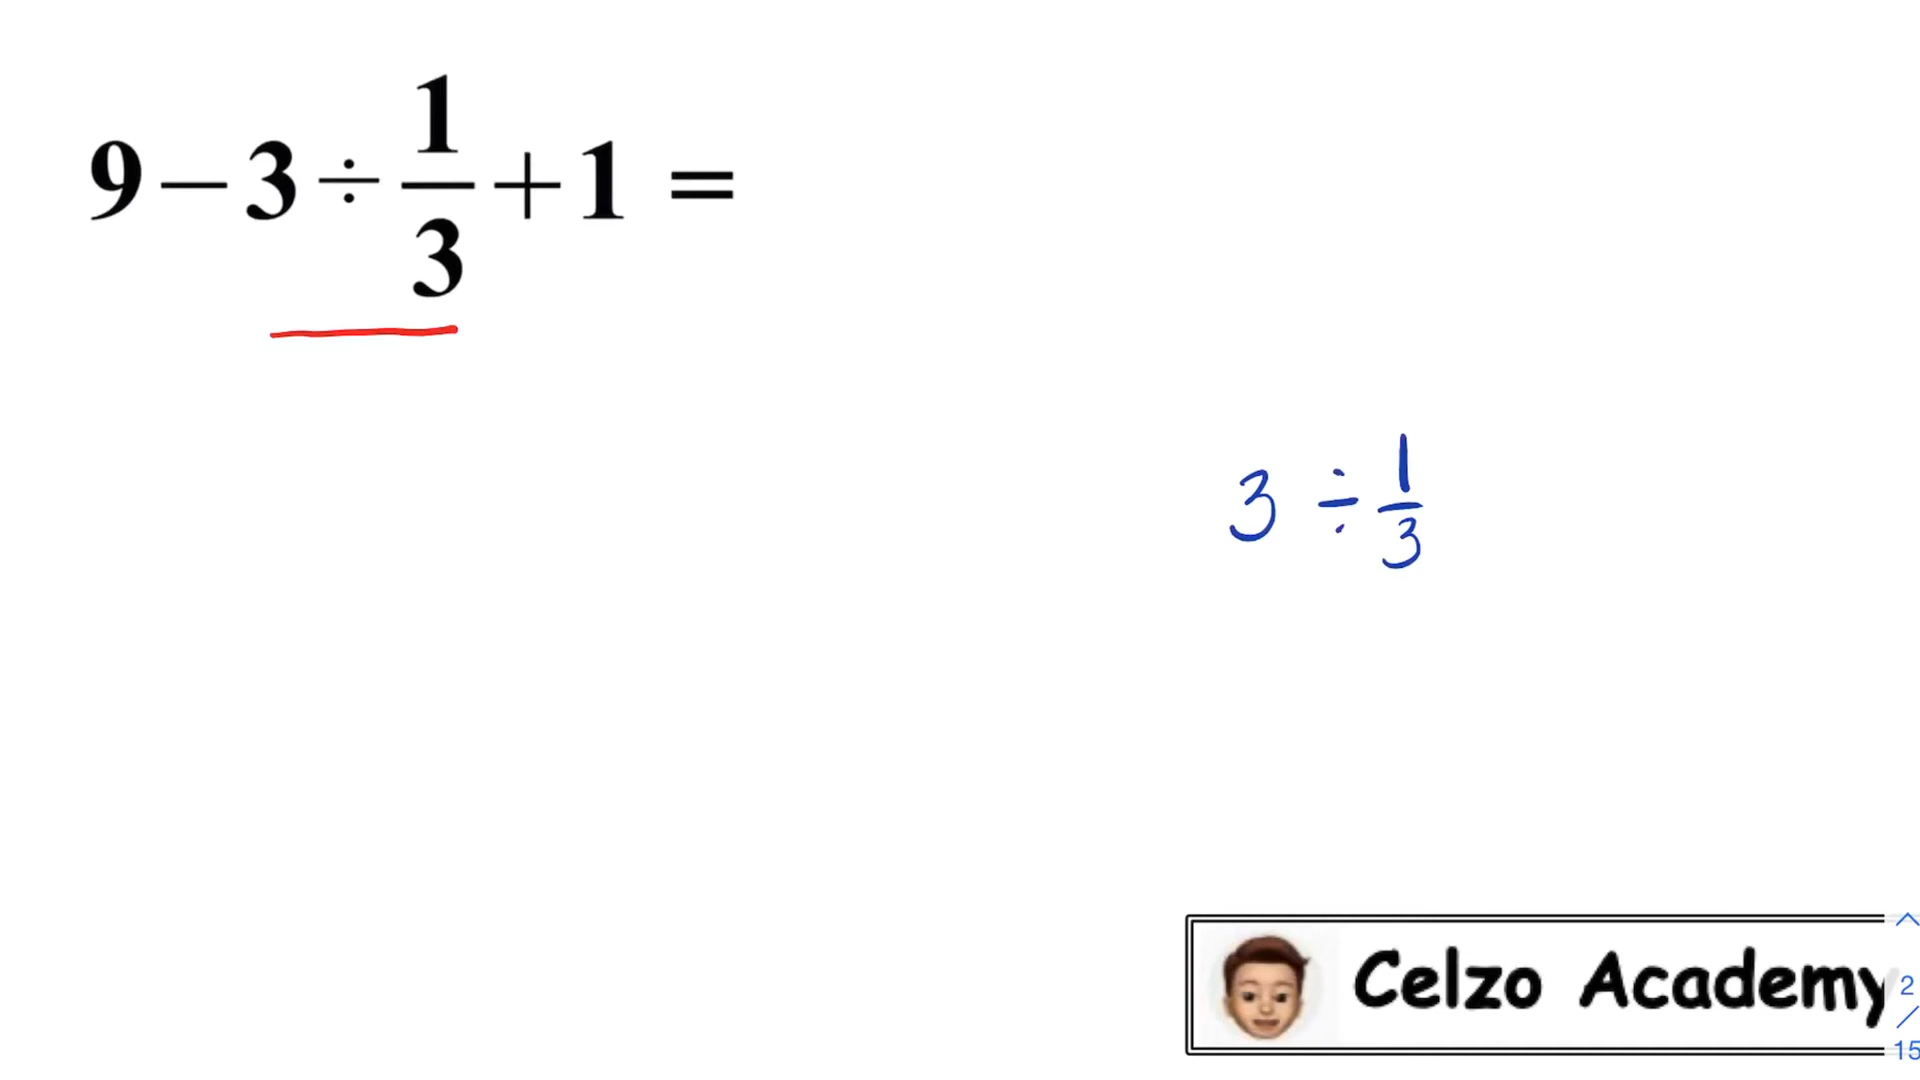 9 − 3 ÷ 1/3 + 1 =
3 ÷ 1/3
Celzo Academy
2
/
15